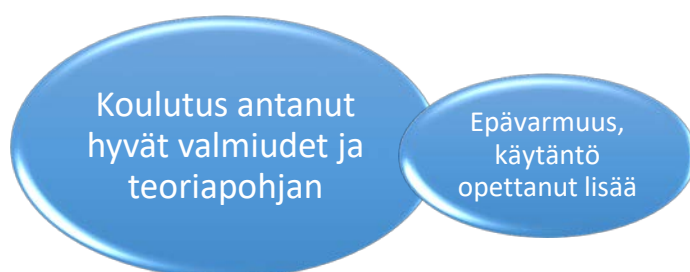 Koulutus antanut
hyvät valmiudet ja
teoriapohjan
Epävarmuus,
käytäntö
opettanut lisää